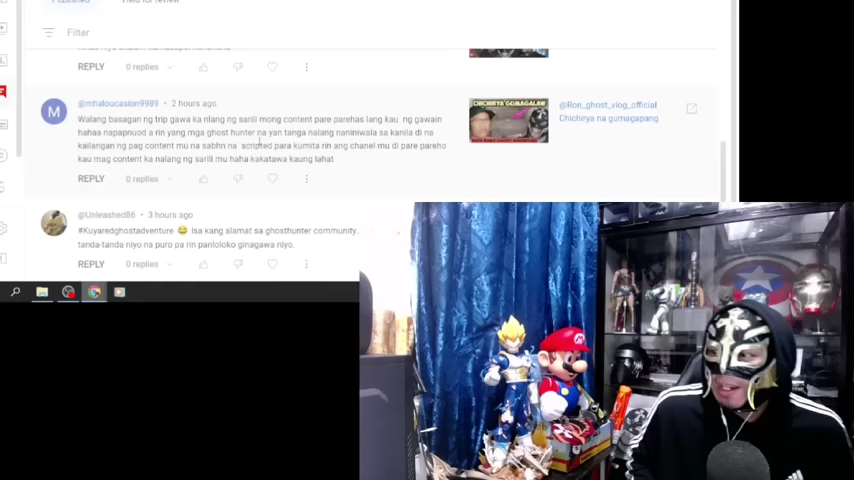 Published
Held for review
Filter
REPLY 0 replies
@mhaloucasion9989 • 2 hours ago
Walang basagan ng trip gawa ka nlang ng sarili mong content pare parehas lang kau ng gawain
hahaa napapnuod a rin yang mga ghost hunter na yan tanga nalang naniniwala sa kanila di na
kailangan ng pag content mu na sabhn na scripted para kumita rin ang chanel mu di pare pareho
kau mag content ka nalang ng sarili mu haha kakatawa kaung lahat
REPLY 0 replies
CHICHIRYA GUMAGALAW
@Ron_ghost_vlog_official
Chichirya na gumagapang
@Unleashed86 • 3 hours ago
#Kuyaredghostadventure 😂 Isa kang alamat sa ghosthunter community.
tanda-tanda niyo na puro pa rin panloloko ginagawa niyo.
REPLY 0 replies
M